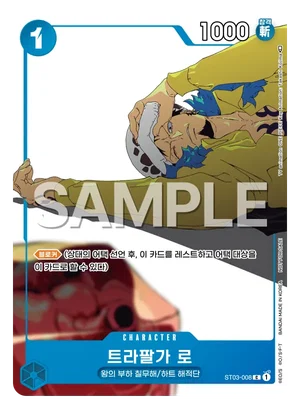 1
1000
참격
斬
SAMPLE
블로커 (상대의 어택 선언 후, 이 카드를 레스트하고 어택 대상을
이 카드로 할 수 있다)
CHARACTER
트라팔가 로
왕의 부하 칠무해/하트 해적단
ST03-008 C 1